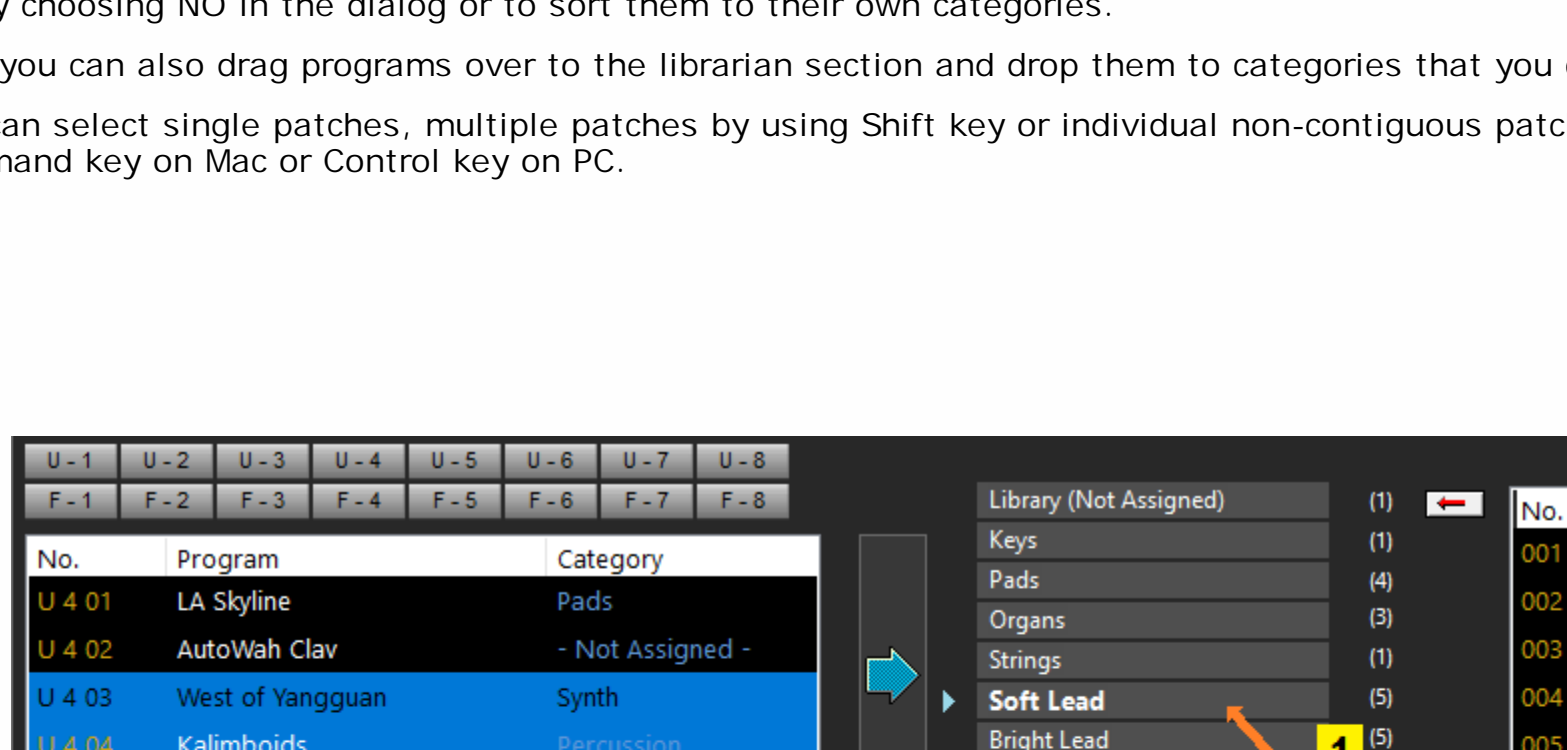 y choosing NO in the dialog or to sort them to their own categories.
you can also drag programs over to the librarian section and drop them to categories that you
can select single patches, multiple patches by using Shift key or individual non-contiguous
key on Mac or Control key on PC.
U - 1 U - 2 U - 3 U - 4 U - 5 U - 6 U - 7 U - 8
F - 1 F - 2 F - 3 F - 4 F - 5 F - 6 F - 7 F - 8
No. Program Category
U 4 01 LA Skyline Pads
U 4 02 AutoWah Clav - Not Assigned -
U 4 03 West of Yangguan Synth
U 4 04 Kalimboids Percussion
Library (Not Assigned) (1)
Keys (1)
Pads (4)
Organs (3)
Strings (1)
Soft Lead (5)
Bright Lead (5)
1
No.
001
002
003
004
005